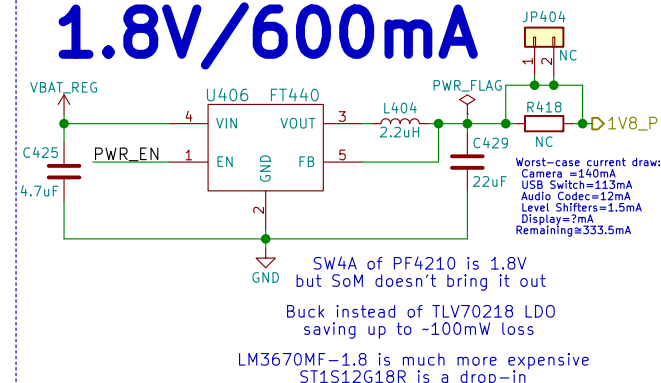 1.8V/600mA
JP404
1
2
NC
VBAT_REG
PWR_FLAG
U406
FT440
L404
R418
4
VIN
VOUT
3
2.2uH
1V8_P
C425
PWR_EN
1
EN
GND
FB
5
C429
NC
4.7uF
22uF
2
Worst-case current draw:
Camera =140mA
USB Switch=113mA
Audio Codec=12mA
Level Shifters=1.5mA
Display=?mA
Remaining≅333.5mA
GND
SW4A of PF4210 is 1.8V
but SoM doesn't bring it out
Buck instead of TLV70218 LDO
saving up to ~100mW loss
LM3670MF-1.8 is much more expensive
ST1S12G18R is a drop-in